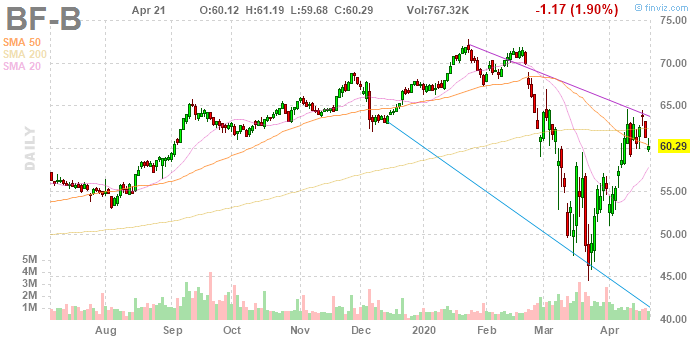 BF-B Apr 21 O:60.12 H:61.19 L:59.68 C:60.29 Vol:767.32K -1.17 (1.90%) © finviz.com
SMA 50
SMA 200
SMA 20
DAILY
75.00
70.00
65.00
60.29
55.00
50.00
45.00
40.00
5M
4M
3M
2M
1M
Aug Sep Oct Nov Dec 2020 Feb Mar Apr